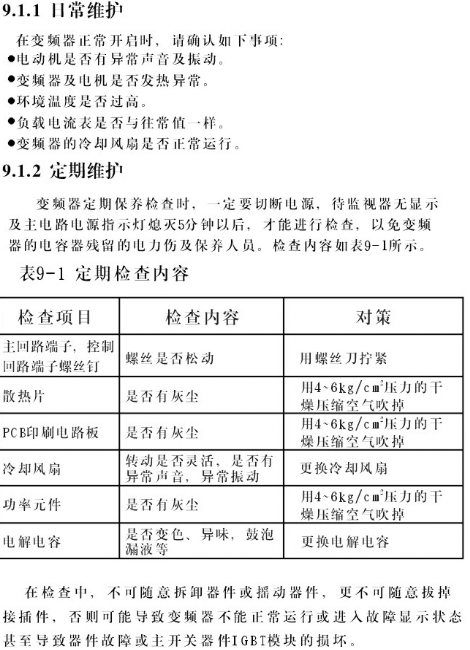 9.1.1 日常维护
在变频器正常开启时，请确认如下事项：
●电动机是否有异常声音及振动。
●变频器及电机是否发热异常。
●环境温度是否过高。
●负载电流表是否与往常值一样。
●变频器的冷却风扇是否正常运行。
9.1.2 定期维护
变频器定期保养检查时，一定要切断电源，待监视器无显示
及主电路电源指示灯熄灭5分钟以后，才能进行检查，以免变频
器的电容器残留的电力伤及保养人员。检查内容如表9-1所示。
表9-1 定期检查内容
检查项目 检查内容 对策
主回路端子，控制
回路端子螺丝钉
螺丝是否松动
用螺丝刀拧紧
散热片
是否有灰尘
用4~6kg/cm²压力的干
燥压缩空气吹掉
PCB印刷电路板
是否有灰尘
用4~6kg/cm²压力的干
燥压缩空气吹掉
冷却风扇
转动是否灵活，是否有
异常声音，异常振动
更换冷却风扇
功率元件
是否有灰尘
用4~6kg/cm²压力的干
燥压缩空气吹掉
电解电容
是否变色、异味，鼓泡
漏液等
更换电解电容
在检查中，不可随意拆卸器件或摇动器件，更不可随意拔掉
接插件，否则可能导致变频器不能正常运行或进入故障显示状态
甚至导致器件故障或主开关器件IGBT模块的损坏。